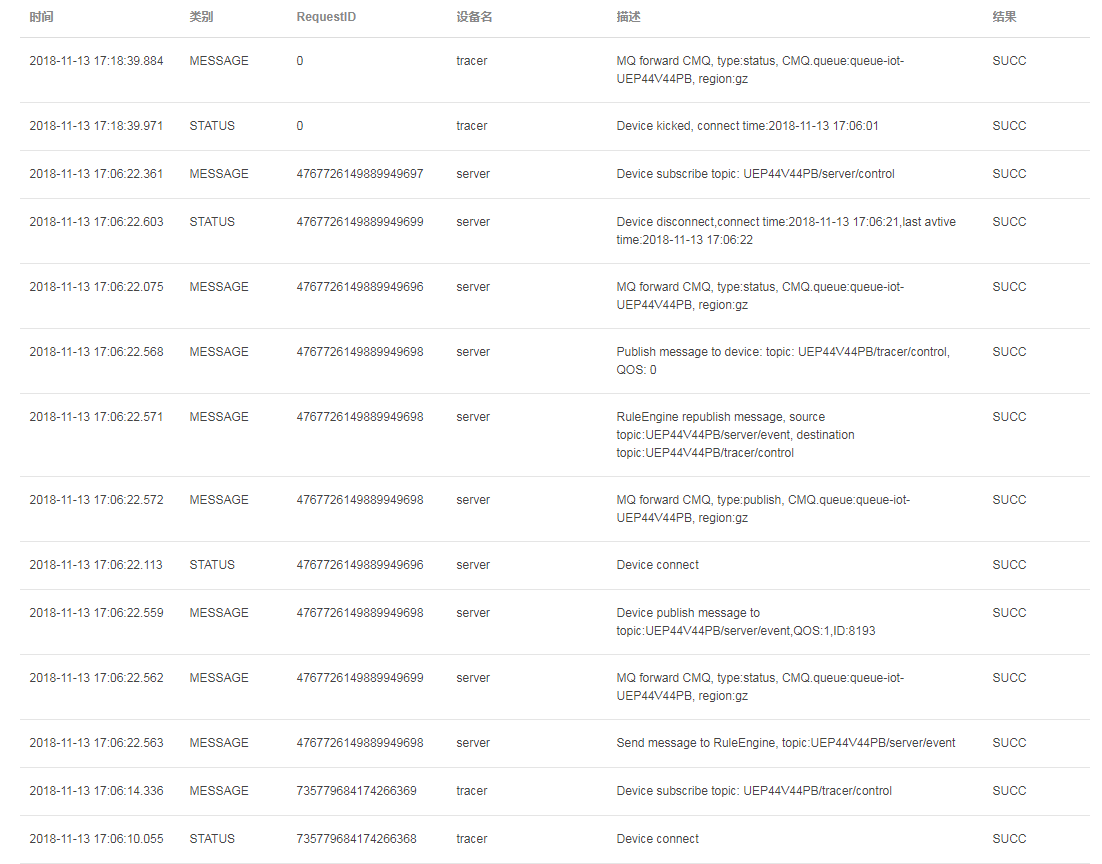 时间 类别 RequestID 设备名 描述 结果
2018-11-13 17:18:39.884 MESSAGE 0 tracer MQ forward CMQ, type:status, CMQ.queue:queue-iot- SUCC
UEP44V44PB, region:gz
2018-11-13 17:18:39.971 STATUS 0 tracer Device kicked, connect time:2018-11-13 17:06:01 SUCC
2018-11-13 17:06:22.361 MESSAGE 4767726149889949697 server Device subscribe topic: UEP44V44PB/server/control SUCC
2018-11-13 17:06:22.603 STATUS 4767726149889949699 server Device disconnect,connect time:2018-11-13 17:06:21,last avtive SUCC
time:2018-11-13 17:06:22
2018-11-13 17:06:22.075 MESSAGE 4767726149889949696 server MQ forward CMQ, type:status, CMQ.queue:queue-iot- SUCC
UEP44V44PB, region:gz
2018-11-13 17:06:22.568 MESSAGE 4767726149889949698 server Publish message to device: topic: UEP44V44PB/tracer/control, SUCC
QOS: 0
2018-11-13 17:06:22.571 MESSAGE 4767726149889949698 server RuleEngine republish message, source SUCC
topic:UEP44V44PB/server/event, destination
topic:UEP44V44PB/tracer/control
2018-11-13 17:06:22.572 MESSAGE 4767726149889949698 server MQ forward CMQ, type:publish, CMQ.queue:queue-iot- SUCC
UEP44V44PB, region:gz
2018-11-13 17:06:22.113 STATUS 4767726149889949696 server Device connect SUCC
2018-11-13 17:06:22.559 MESSAGE 4767726149889949698 server Device publish message to SUCC
topic:UEP44V44PB/server/event,QOS:1,ID:8193
2018-11-13 17:06:22.562 MESSAGE 4767726149889949699 server MQ forward CMQ, type:status, CMQ.queue:queue-iot- SUCC
UEP44V44PB, region:gz
2018-11-13 17:06:22.563 MESSAGE 4767726149889949698 server Send message to RuleEngine, topic:UEP44V44PB/server/event SUCC
2018-11-13 17:06:14.336 MESSAGE 735779684174266369 tracer Device subscribe topic: UEP44V44PB/tracer/control SUCC
2018-11-13 17:06:10.055 STATUS 735779684174266368 tracer Device connect SUCC